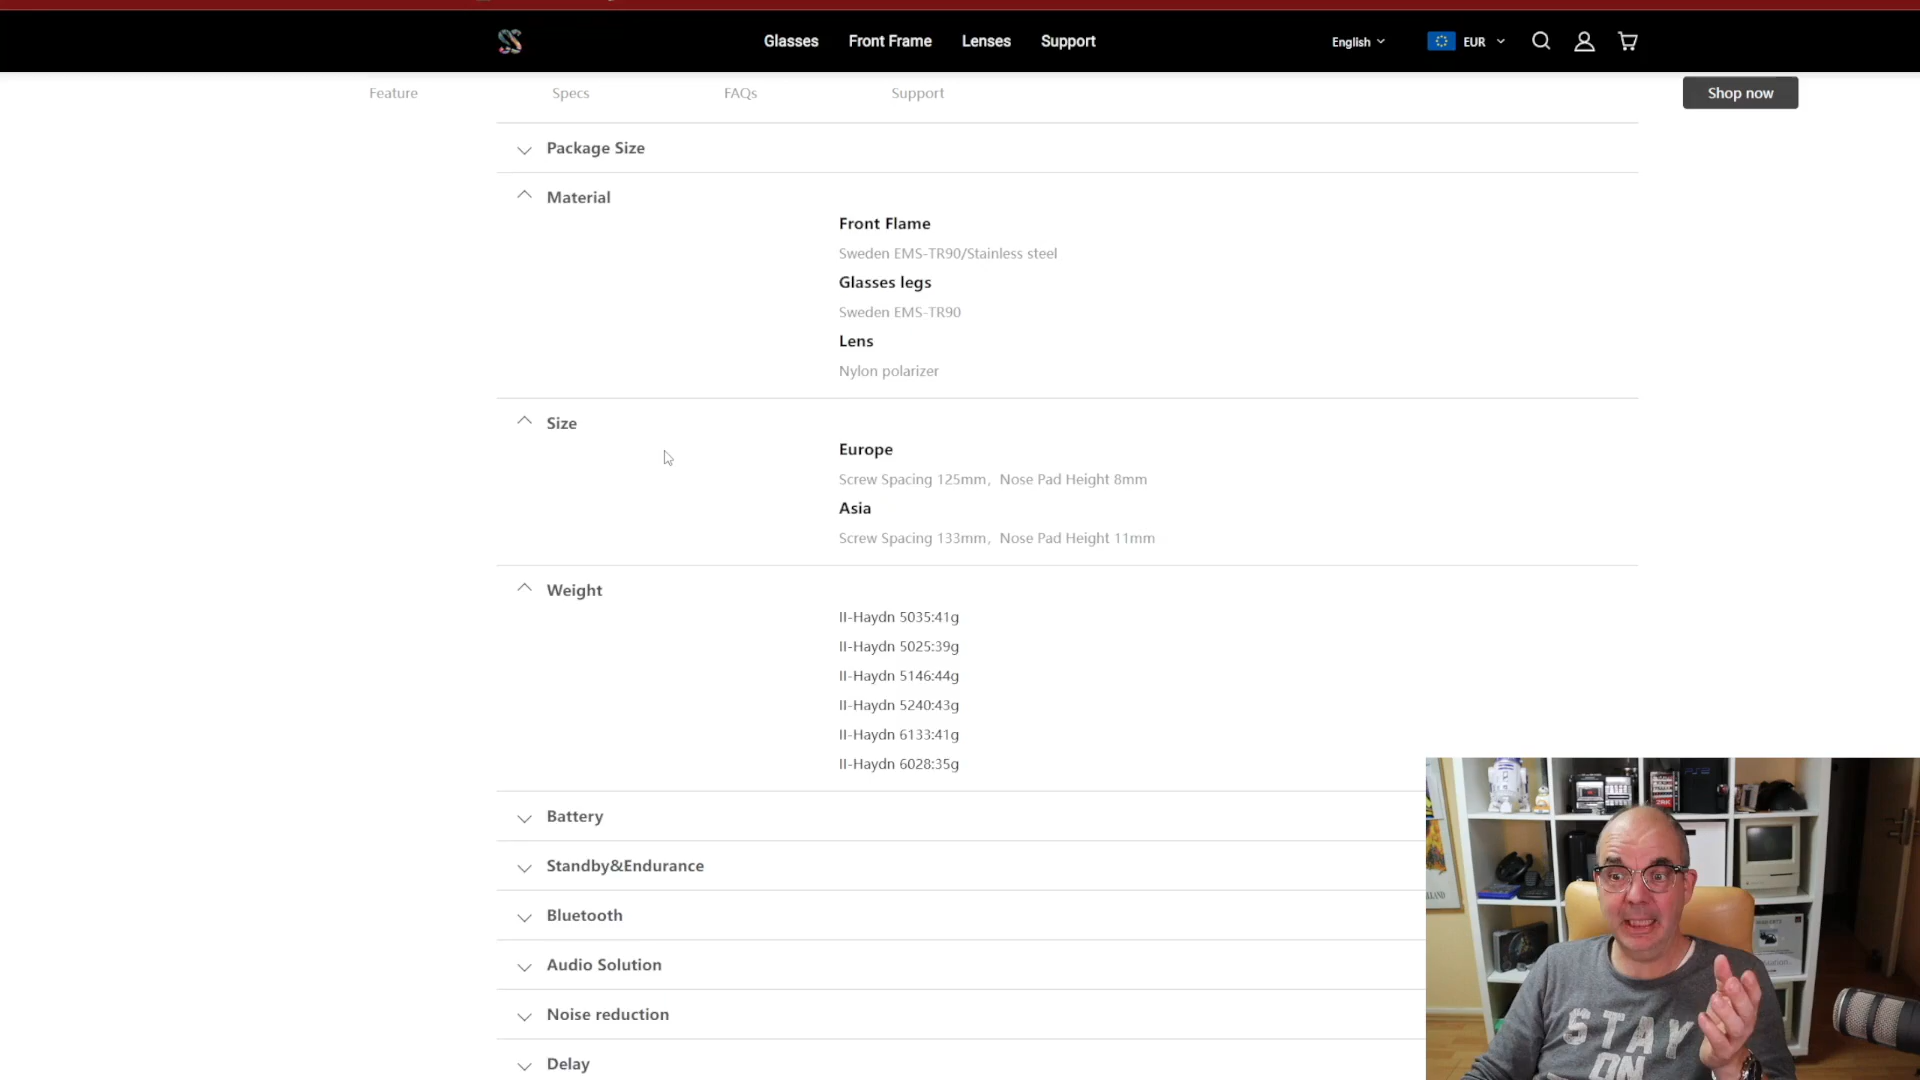 Glasses Front Frame Lenses Support English EUR
Feature Specs FAQs Support Shop now
Package Size
Material
Front Flame
Sweden EMS-TR90/Stainless steel
Glasses legs
Sweden EMS-TR90
Lens
Nylon polarizer
Size
Europe
Screw Spacing 125mm，Nose Pad Height 8mm
Asia
Screw Spacing 133mm，Nose Pad Height 11mm
Weight
II-Haydn 5035:41g
II-Haydn 5025:39g
II-Haydn 5146:44g
II-Haydn 5240:43g
II-Haydn 6133:41g
II-Haydn 6028:35g
Battery
Standby&Endurance
Bluetooth
Audio Solution
Noise reduction
Delay
STAY
ON